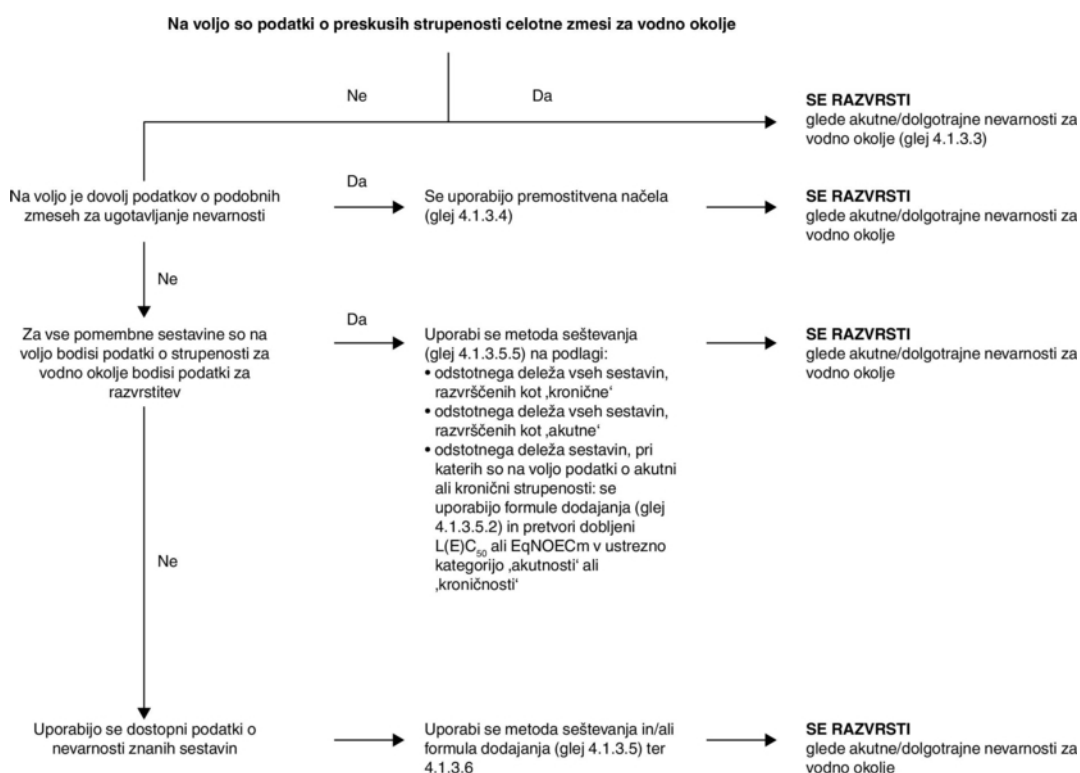 Na voljo so podatki o preskusih strupenosti celotne zmesi za vodno okolje
Ne
Da
SE RAZVRSTI
glede akutne/dolgotrajne nevarnosti za
vodno okolje (glej 4.1.3.3)
Na voljo je dovolj podatkov o podobnih
zmeseh za ugotavljanje nevarnosti
Da
Se uporabijo premostitvena načela
(glej 4.1.3.4)
SE RAZVRSTI
glede akutne/dolgotrajne nevarnosti za
vodno okolje
Ne
Za vse pomembne sestavine so na
voljo bodisi podatki o strupenosti za
vodno okolje bodisi podatki za
razvrstitev
Da
Uporabi se metoda seštevanja
(glej 4.1.3.5.5) na podlagi:
• odstotnega deleža vseh sestavin,
razvrščenih kot ‚kronične‘
• odstotnega deleža vseh sestavin,
razvrščenih kot ‚akutne‘
• odstotnega deleža sestavin, pri
katerih so na voljo podatki o akutni
ali kronični strupenosti: se
uporabijo formule dodajanja (glej
4.1.3.5.2) in pretvori dobljeni
L(E)C50 ali EqNOECm v ustrezno
kategorijo ‚akutnosti‘ ali
‚kroničnosti‘
SE RAZVRSTI
glede akutne/dolgotrajne nevarnosti za
vodno okolje
Ne
Uporabijo se dostopni podatki o
nevarnosti znanih sestavin
Uporabi se metoda seštevanja in/ali
formula dodajanja (glej 4.1.3.5) ter
4.1.3.6
SE RAZVRSTI
glede akutne/dolgotrajne nevarnosti za
vodno okolje